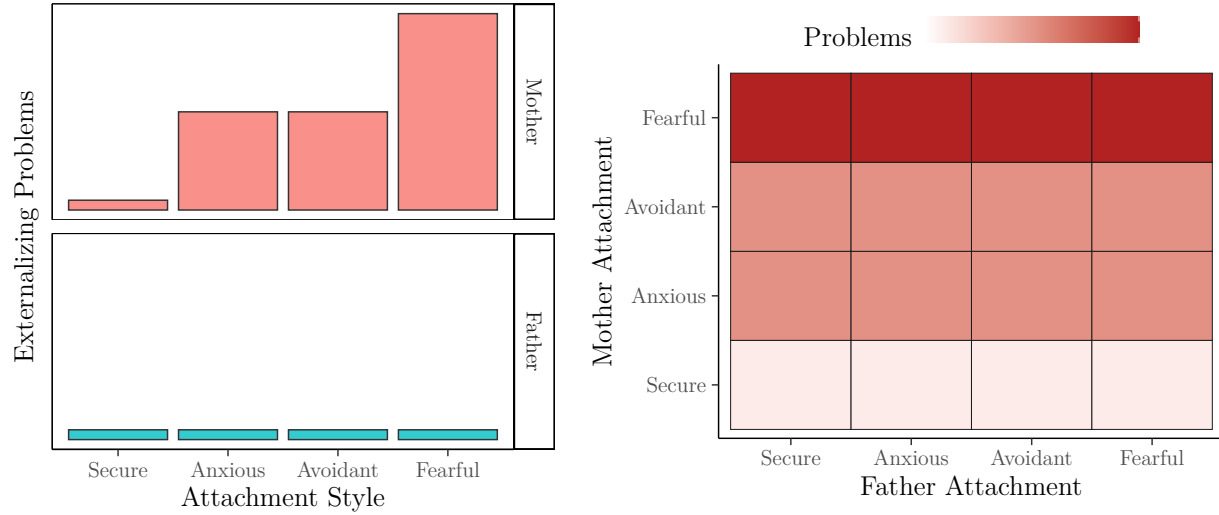 Externalizing Problems
Mother
Father
Secure Anxious Avoidant Fearful
Attachment Style
Problems
Mother Attachment
Fearful
Avoidant
Anxious
Secure
Secure Anxious Avoidant Fearful
Father Attachment